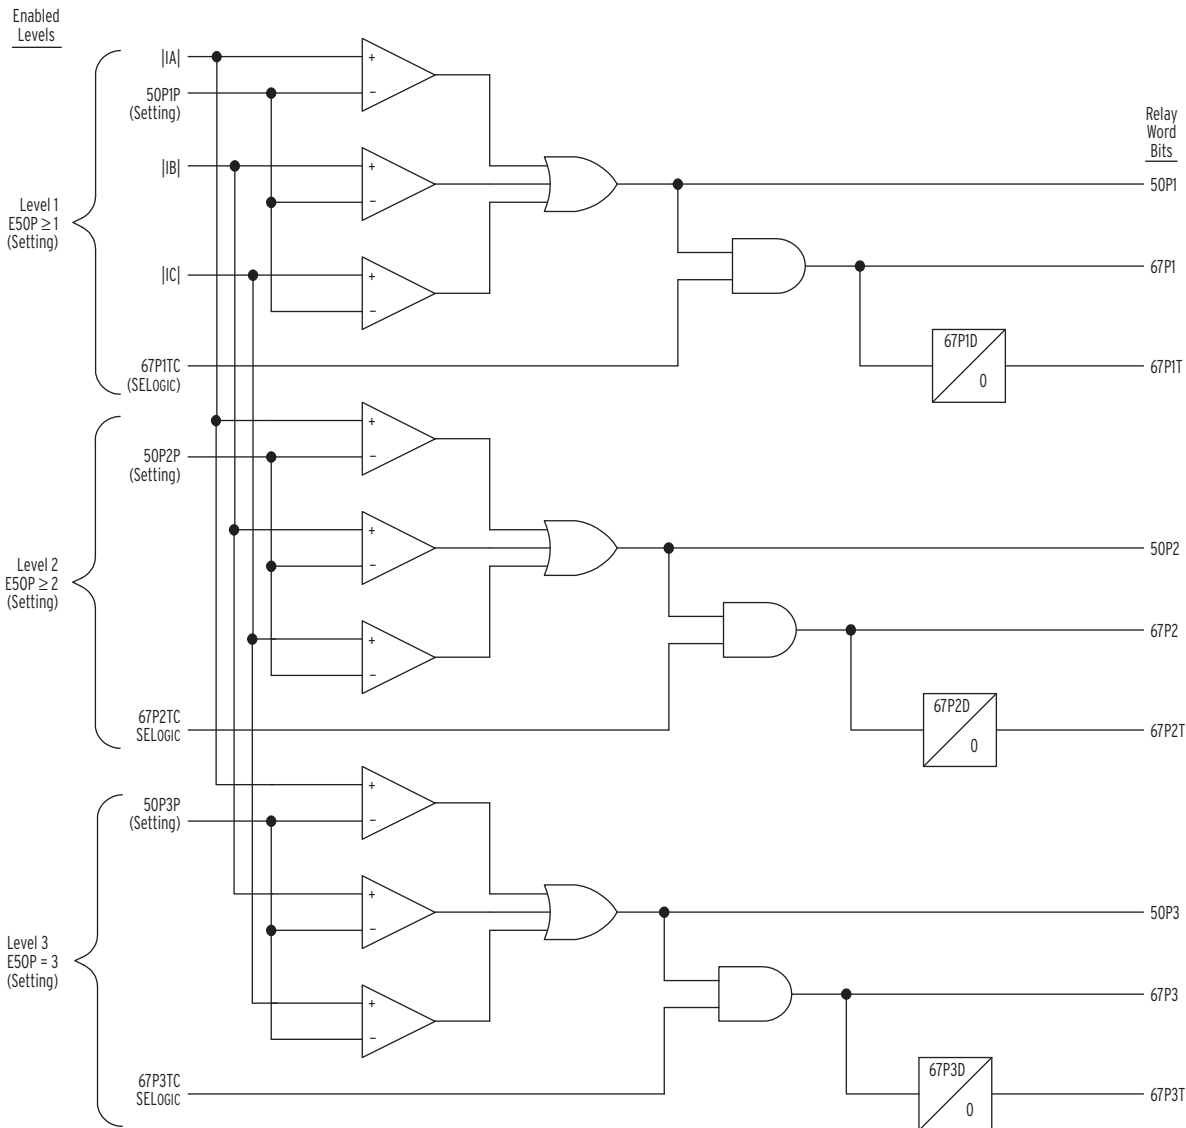 Enabled
Levels
|IA|
+
50P1P
(Setting)
−
Relay
Word
Bits
|IB|
+
50P1
Level 1
E50P ≥ 1
(Setting)
−
|IC|
+
67P1
−
67P1D
0
67P1TC
(SELOGIC)
67P1T
+
50P2P
(Setting)
−
+
50P2
Level 2
E50P ≥ 2
(Setting)
−
+
67P2
−
67P2D
0
67P2TC
SELOGIC
67P2T
+
50P3P
(Setting)
−
+
50P3
Level 3
E50P = 3
(Setting)
−
+
67P3
−
67P3D
0
67P3TC
SELOGIC
67P3T